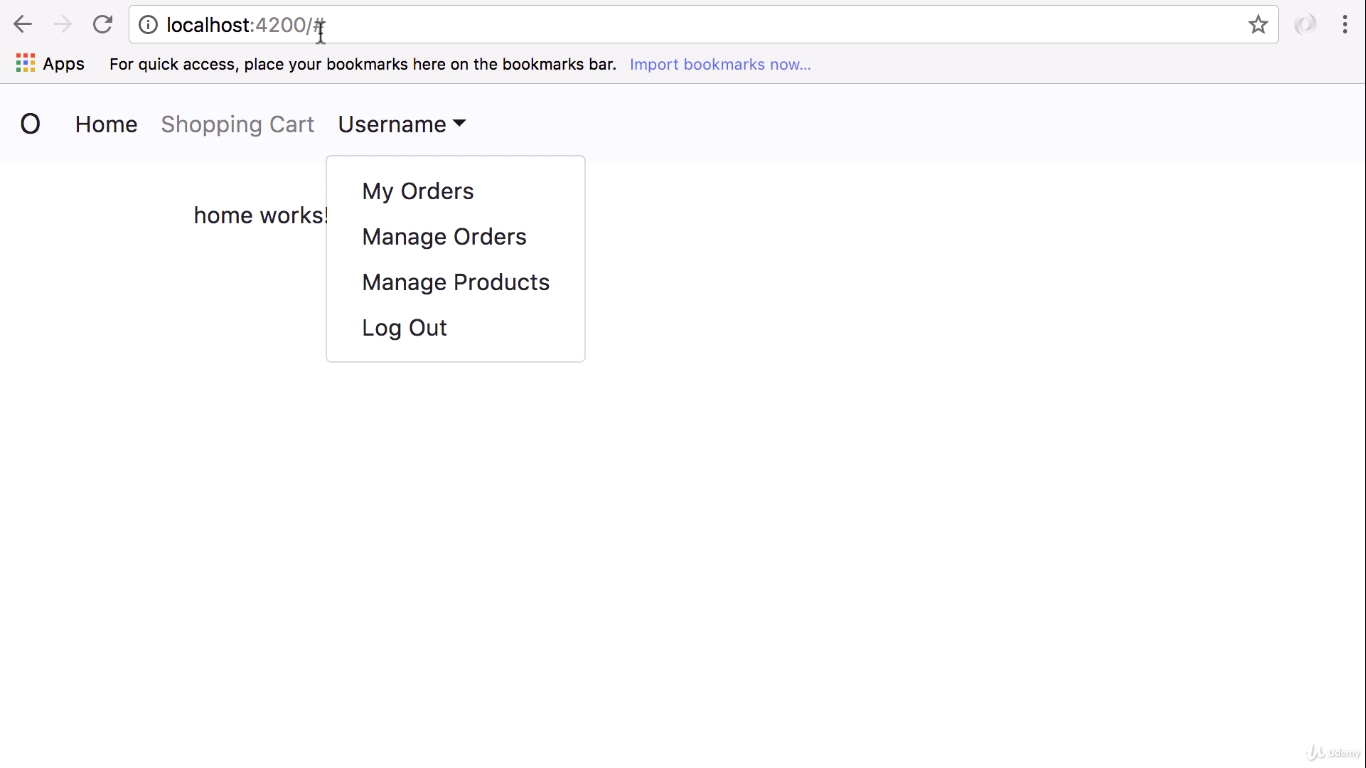 localhost:4200/#
Apps For quick access, place your bookmarks here on the bookmarks bar. Import bookmarks now...
O Home Shopping Cart Username
My Orders
home works!
Manage Orders
Manage Products
Log Out
Udemy